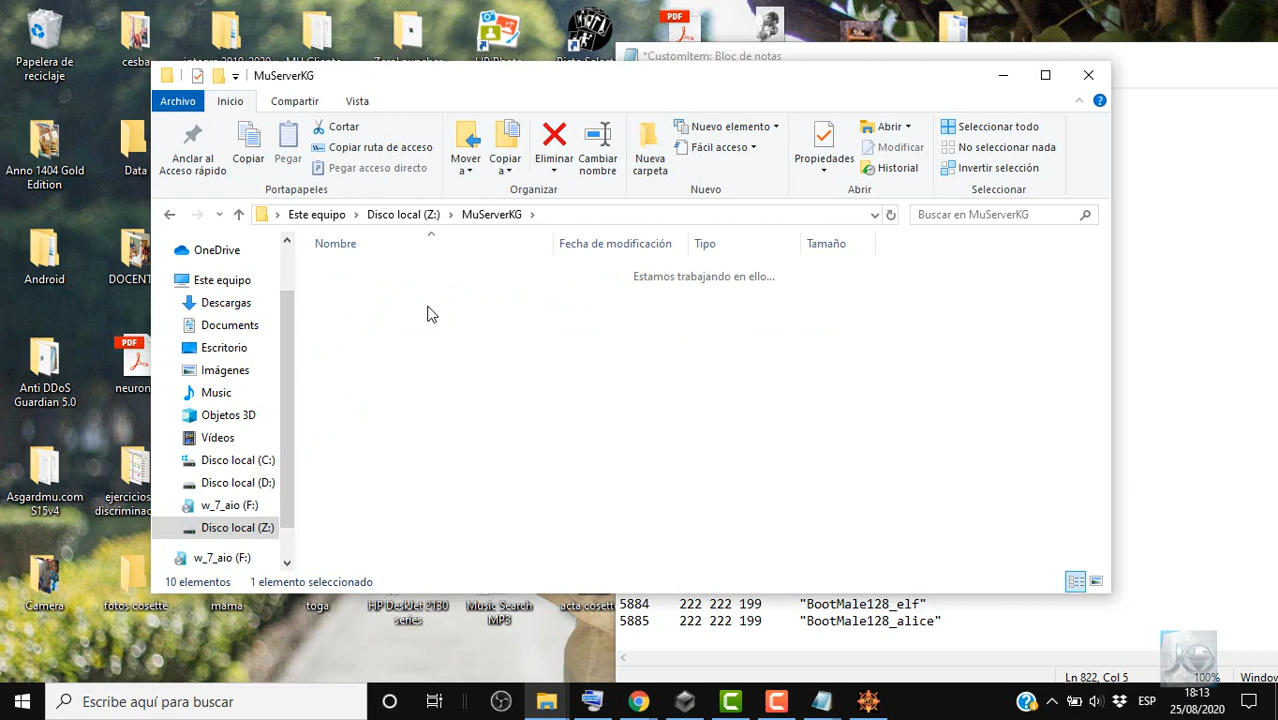 Papelera de
reciclaje
cesba
HP Photo
*CustomItem: Bloc de notas
MuServerKG
Archivo
Inicio
Compartir
Vista
Anclar al
Acceso rápido
Copiar
Pegar
Cortar
Copiar ruta de acceso
Pegar acceso directo
Portapapeles
Mover
a
Copiar
a
Eliminar
Cambiar
nombre
Organizar
Nueva
carpeta
Nuevo elemento
Fácil acceso
Nuevo
Propiedades
Abrir
Modificar
Historial
Abrir
Seleccionar todo
No seleccionar nada
Invertir selección
Seleccionar
Este equipo
Disco local (Z:)
MuServerKG
Buscar en MuServerKG
Nombre
Fecha de modificación
Tipo
Tamaño
Estamos trabajando en ello...
OneDrive
Este equipo
Descargas
Documents
Escritorio
Imágenes
Music
Objetos 3D
Vídeos
Disco local (C:)
Disco local (D:)
w_7_aio (F:)
Disco local (Z:)
w_7_aio (F:)
10 elementos
1 elemento seleccionado
Anno 1404 Gold
Edition
Data
Android
DOCENT
PDF
PDF
Anti DDoS
Guardian 5.0
neuron
Asgardmu.com
S15v4
ejercicios
discriminac
Camera
fotos cosette
mama
toga
HP DeskJet 2130
series
Music Search
MP3
acta cosett
5884 222 222 199 "BootMale128_elf"
5885 222 222 199 "BootMale128_alice"
Ln 822, Col 5
100%
Window
Escribe aquí para buscar
ESP
18:13
25/08/2020